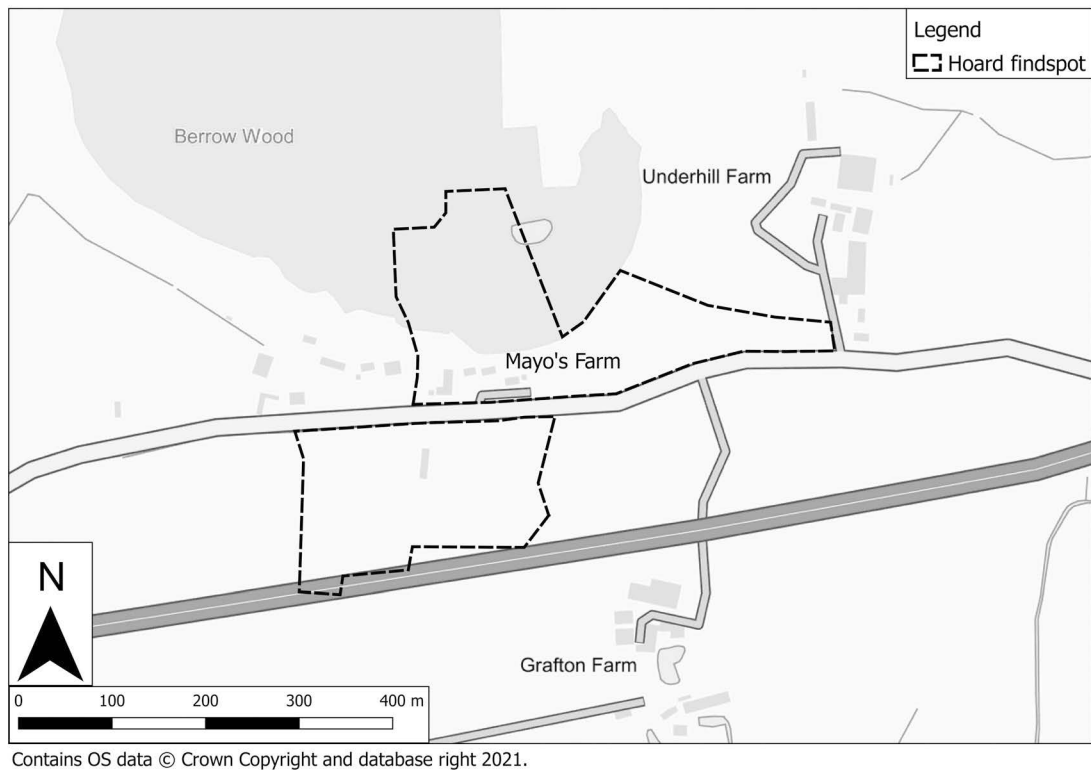 Legend
Hoard findspot
Berrow Wood
Underhill Farm
Mayo's Farm
N
Grafton Farm
0 100 200 300 400 m
Contains OS data © Crown Copyright and database right 2021.